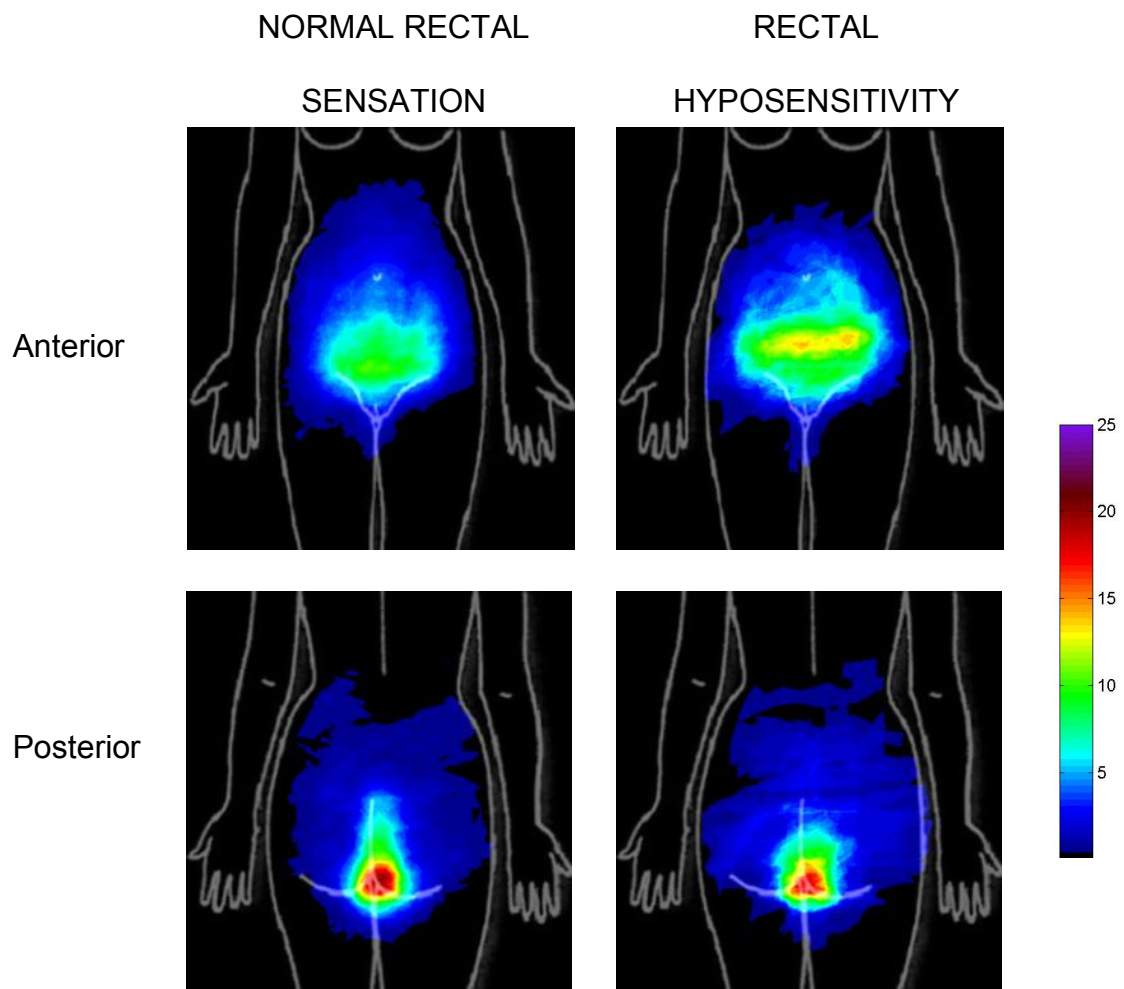 NORMAL RECTAL
SENSATION
RECTAL
HYPOSENSITIVITY
Anterior
Posterior
25
20
15
10
5